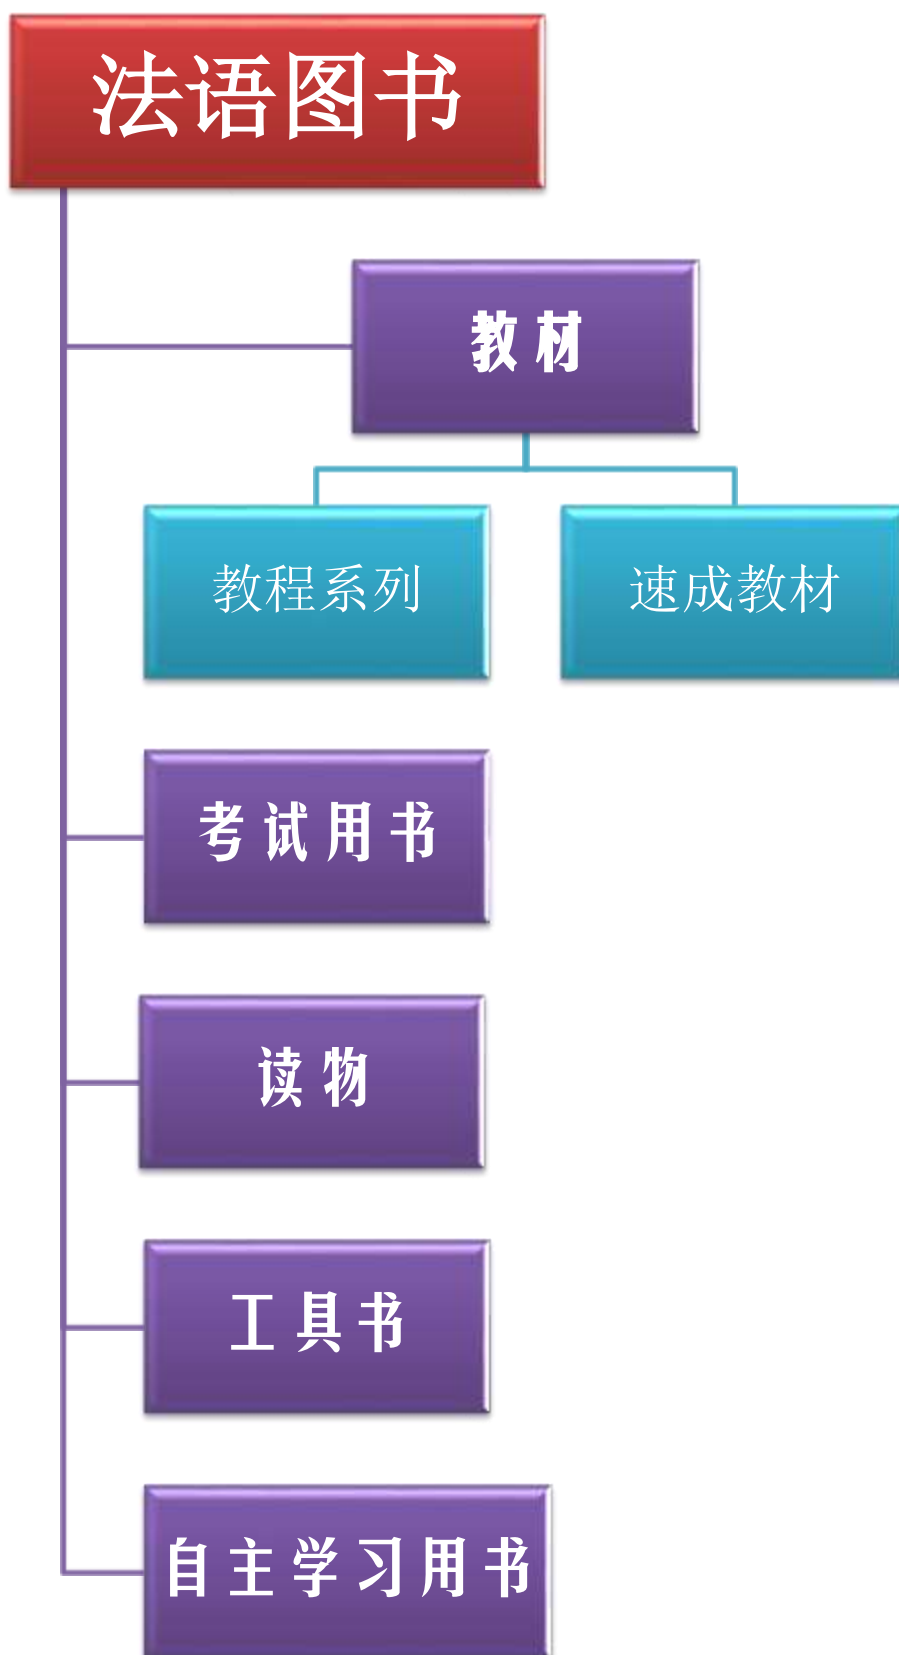 法语图书
教材
教程系列
速成教材
考试用书
读物
工具书
自主学习用书